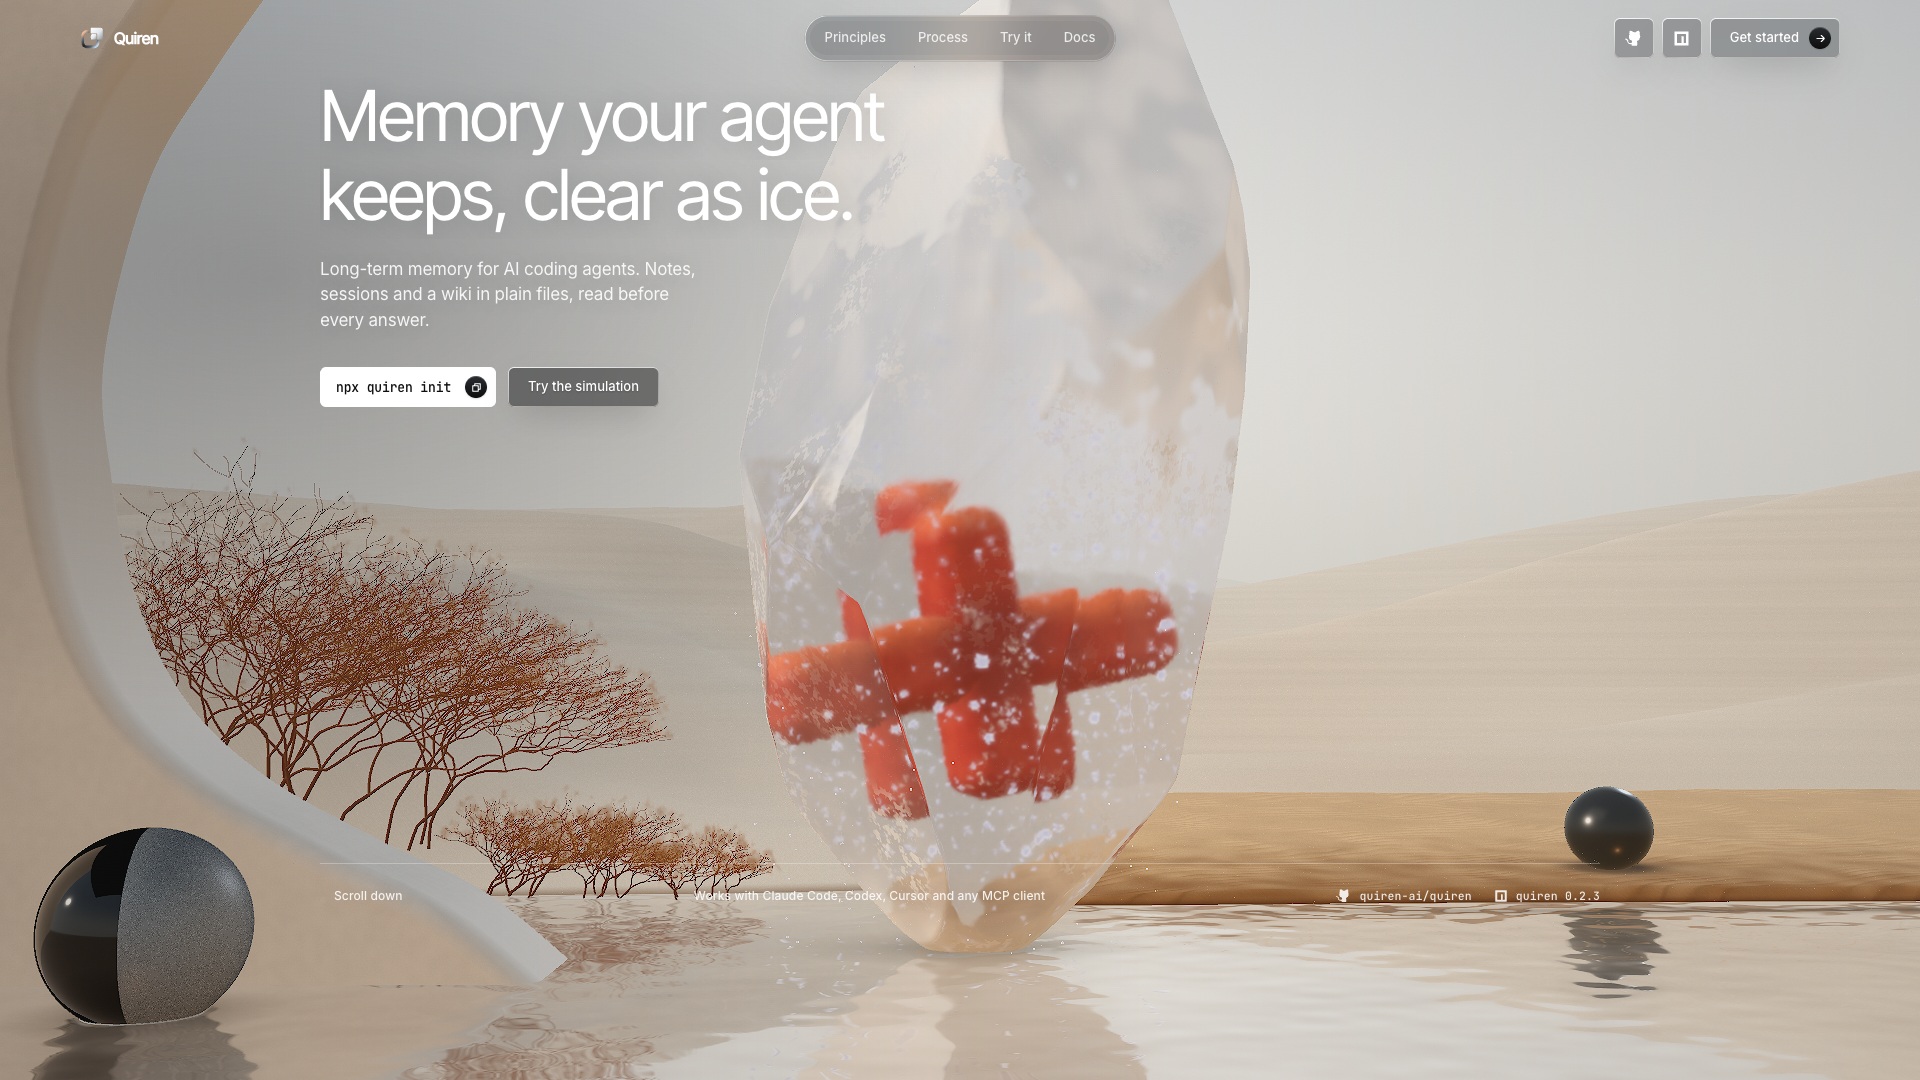 Quiren
Principles
Process
Try it
Docs
Get started
Memory your agent
keeps, clear as ice.
Long-term memory for AI coding agents. Notes,
sessions and a wiki in plain files, read before
every answer.
npx quiren init
Try the simulation
Scroll down
Works with Claude Code, Codex, Cursor and any MCP client
quiren-ai/quiren
quiren 0.2.3